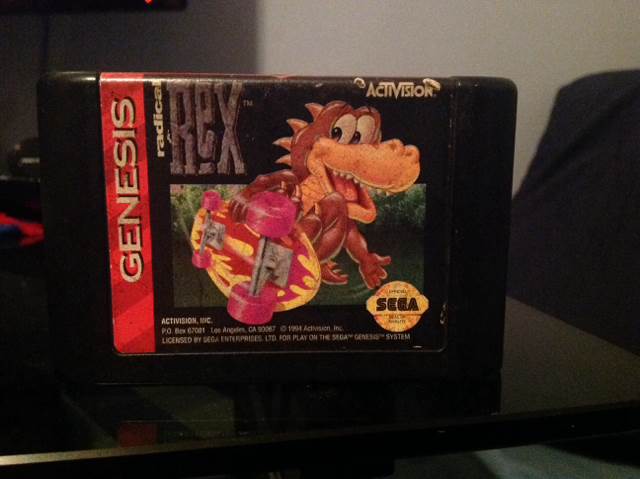 GENESIS
radical
REX
TM
ACTIVISION
OFFICIAL
SEGA
SEAL OF
QUALITY
ACTIVISION, INC.
P.O. Box 67001 Los Angeles, CA 90067 © 1994 Activision, Inc.
LICENSED BY SEGA ENTERPRISES, LTD. FOR PLAY ON THE SEGA™ GENESIS™ SYSTEM